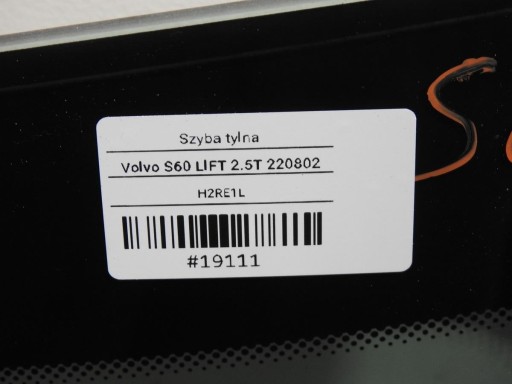 Szyba tylna
Volvo S60 LIFT 2.5T 220802
H2RE1L
#19111